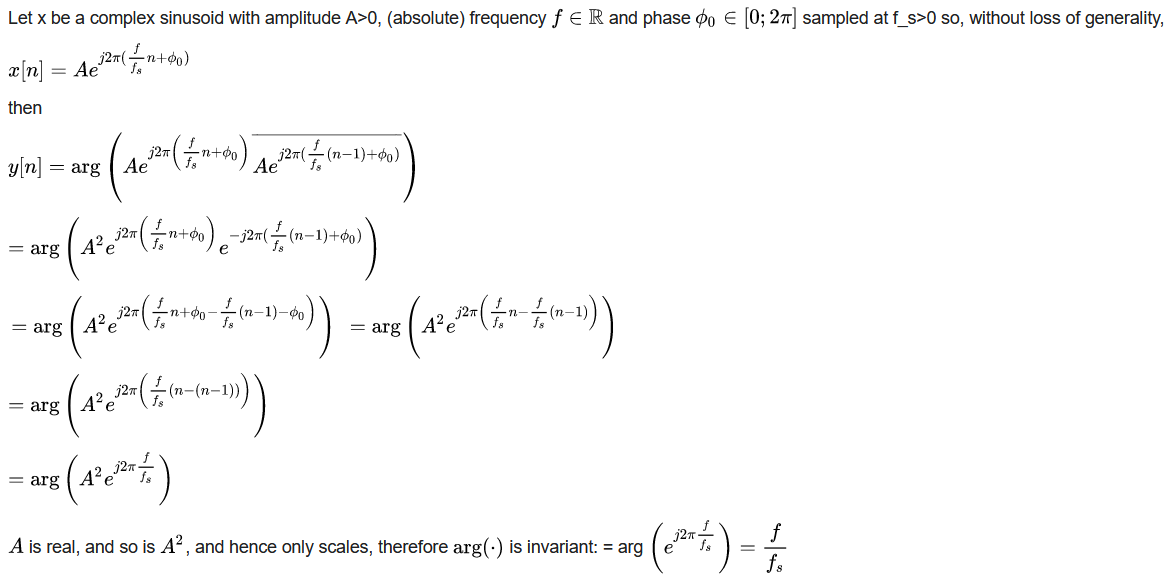 Let x be a complex sinusoid with amplitude A>0, (absolute) frequency $f \in \mathbb{R}$ and phase $\phi_0 \in [0; 2\pi]$ sampled at f_s>0 so, without loss of generality,
$x[n] = Ae^{j2\pi(\frac{f}{f_s}n+\phi_0)}$
then
$y[n] = \arg\left(Ae^{j2\pi\left(\frac{f}{f_s}n+\phi_0\right)} \overline{Ae^{j2\pi(\frac{f}{f_s}(n-1)+\phi_0)}}\right)$
$= \arg\left(A^2e^{j2\pi\left(\frac{f}{f_s}n+\phi_0\right)} e^{-j2\pi(\frac{f}{f_s}(n-1)+\phi_0)}\right)$
$= \arg\left(A^2e^{j2\pi\left(\frac{f}{f_s}n+\phi_0-\frac{f}{f_s}(n-1)-\phi_0\right)}\right) = \arg\left(A^2e^{j2\pi\left(\frac{f}{f_s}n-\frac{f}{f_s}(n-1)\right)}\right)$
$= \arg\left(A^2e^{j2\pi\left(\frac{f}{f_s}(n-(n-1))\right)}\right)$
$= \arg\left(A^2e^{j2\pi\frac{f}{f_s}}\right)$
$A$ is real, and so is $A^2$, and hence only scales, therefore $\arg(\cdot)$ is invariant: = arg $\left(e^{j2\pi\frac{f}{f_s}}\right) = \frac{f}{f_s}$